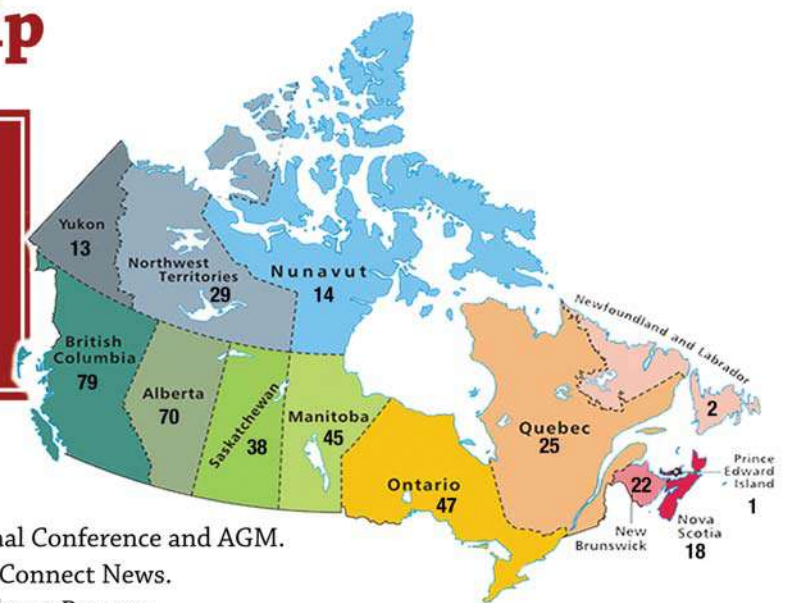 Yukon
13
Northwest
Territories
29
Nunavut
14
British
Columbia
79
Alberta
70
Saskatchewan
38
Manitoba
45
Ontario
47
Quebec
25
Newfoundland and Labrador
2
22
New
Brunswick
Prince
Edward
Island
1
Nova
Scotia
18
Conference and AGM.
Connect News.